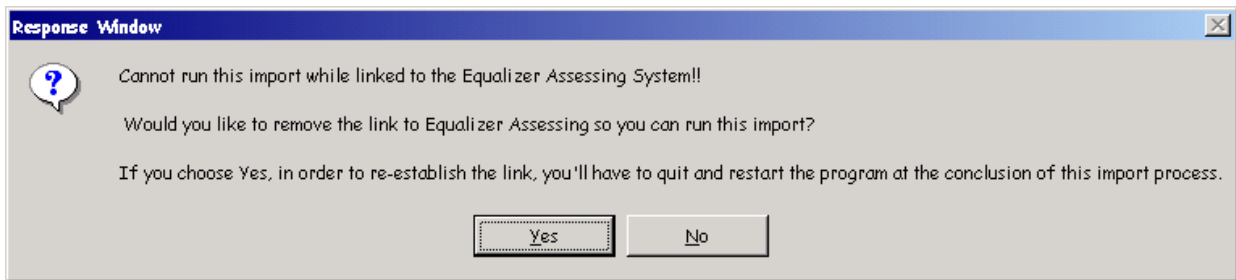 Response Window
Cannot run this import while linked to the Equalizer Assessing System!!
Would you like to remove the link to Equalizer Assessing so you can run this import?
If you choose Yes, in order to re-establish the link, you'll have to quit and restart the program at the conclusion of this import process.
Yes No